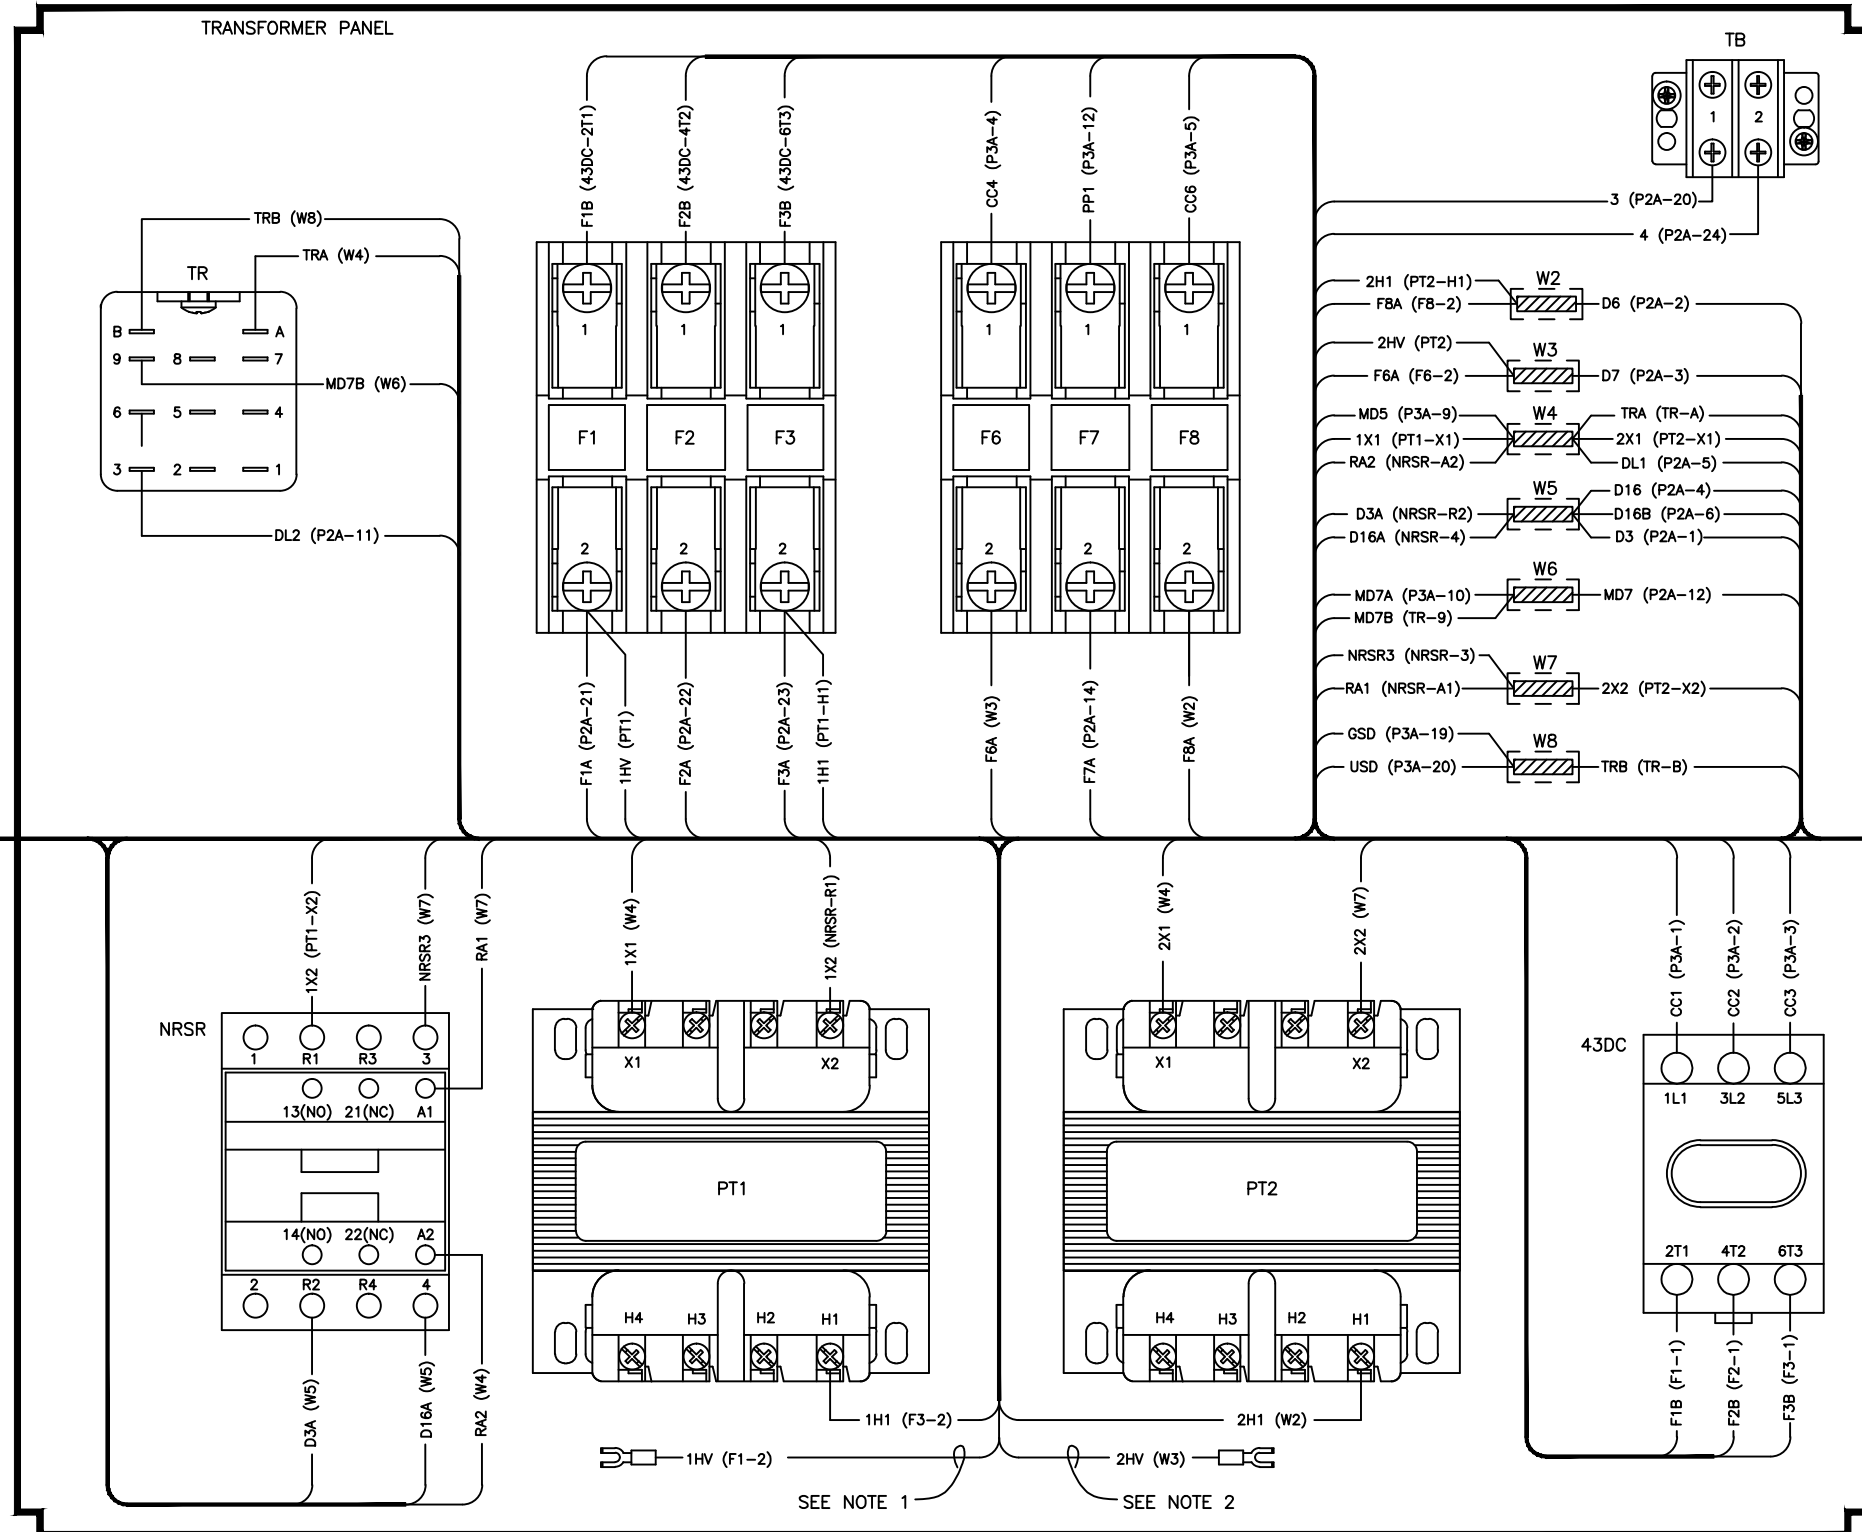 TRANSFORMER PANEL
TB
1 2
3 (P2A-20)
4 (P2A-24)
F1B (43DC-2T1)
F2B (43DC-4T2)
F3B (43DC-6T3)
CC4 (P3A-4)
PP1 (P3A-12)
CC6 (P3A-5)
TRB (W8)
TRA (W4)
TR
B A
9 8 7
MD7B (W6)
6 5 4
3 2 1
DL2 (P2A-11)
1 1 1
F1 F2 F3
2 2 2
1 1 1
F6 F7 F8
2 2 2
F1A (P2A-21)
1HV (PT1)
F2A (P2A-22)
F3A (P2A-23)
1H1 (PT1-H1)
F6A (W3)
F7A (P2A-14)
F8A (W2)
2H1 (PT2-H1)
W2
F8A (F8-2)
D6 (P2A-2)
2HV (PT2)
W3
F6A (F6-2)
D7 (P2A-3)
MD5 (P3A-9)
W4
TRA (TR-A)
1X1 (PT1-X1)
2X1 (PT2-X1)
RA2 (NRSR-A2)
DL1 (P2A-5)
W5
D16 (P2A-4)
D3A (NRSR-R2)
D16B (P2A-6)
D16A (NRSR-4)
D3 (P2A-1)
W6
MD7A (P3A-10)
MD7 (P2A-12)
MD7B (TR-9)
NRSR3 (NRSR-3)
W7
RA1 (NRSR-A1)
2X2 (PT2-X2)
GSD (P3A-19)
W8
USD (P3A-20)
TRB (TR-B)
1X2 (PT1-X2)
NRSR3 (W7)
RA1 (W7)
NRSR
1 R1 R3 3
13(NO) 21(NC) A1
14(NO) 22(NC) A2
2 R2 R4 4
D3A (W5)
D16A (W5)
RA2 (W4)
1X1 (W4)
1X2 (NRSR-R1)
X1 X2
PT1
H4 H3 H2 H1
1H1 (F3-2)
1HV (F1-2)
SEE NOTE 1
2X1 (W4)
2X2 (W7)
X1 X2
PT2
H4 H3 H2 H1
2H1 (W2)
2HV (W3)
SEE NOTE 2
CC1 (P3A-1)
CC2 (P3A-2)
CC3 (P3A-3)
43DC
1L1 3L2 5L3
2T1 4T2 6T3
F1B (F1-1)
F2B (F2-1)
F3B (F3-1)